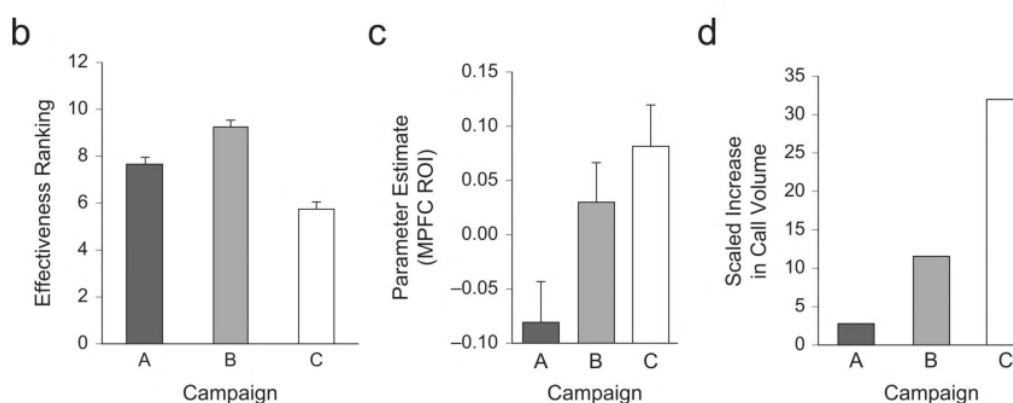 b
Effectiveness Ranking
12
10
8
6
4
2
0
A B C
Campaign
c
Parameter Estimate
(MPFC ROI)
0.15
0.10
0.05
0.00
–0.05
–0.10
A B C
Campaign
d
Scaled Increase
in Call Volume
35
30
25
20
15
10
5
0
A B C
Campaign